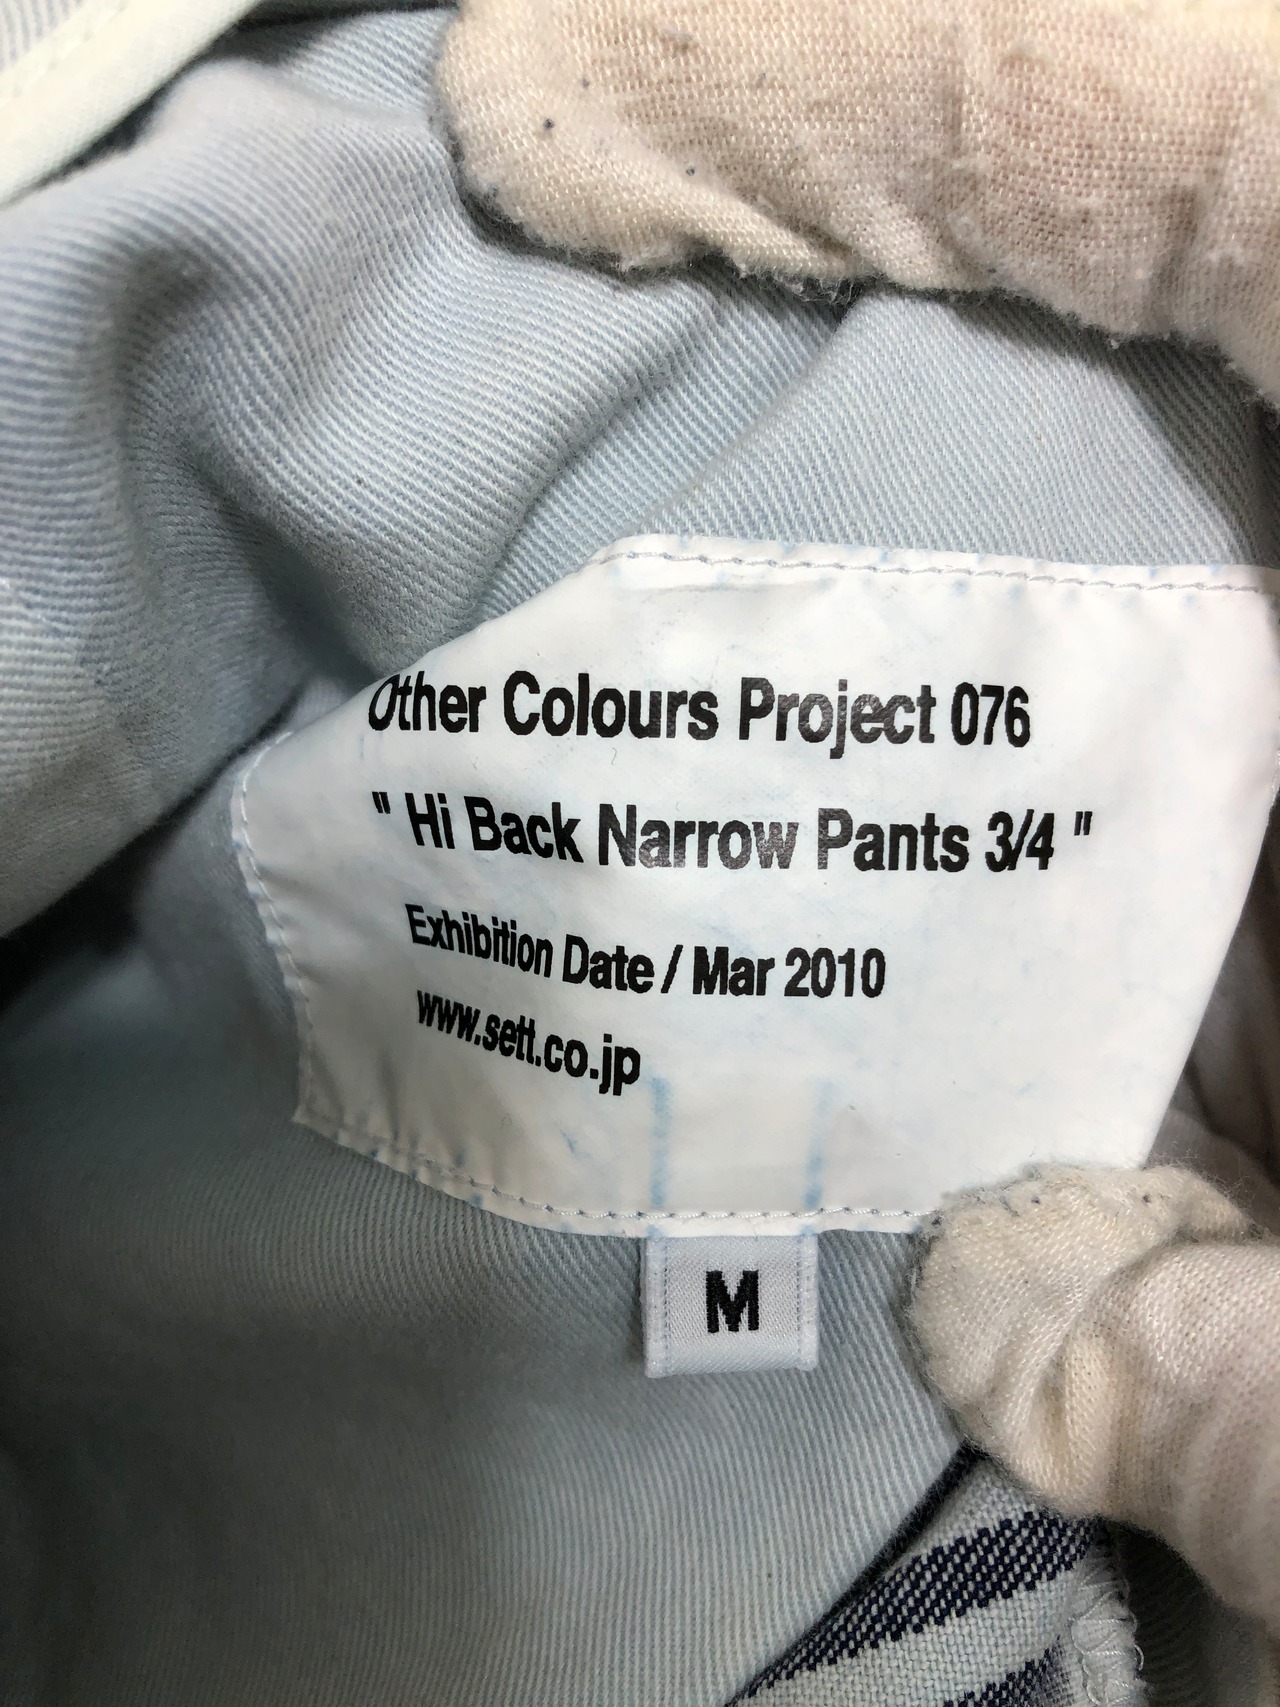 Other Colours Project 076
" Hi Back Narrow Pants 3/4 "
Exhibition Date / Mar 2010
www.sett.co.jp
M